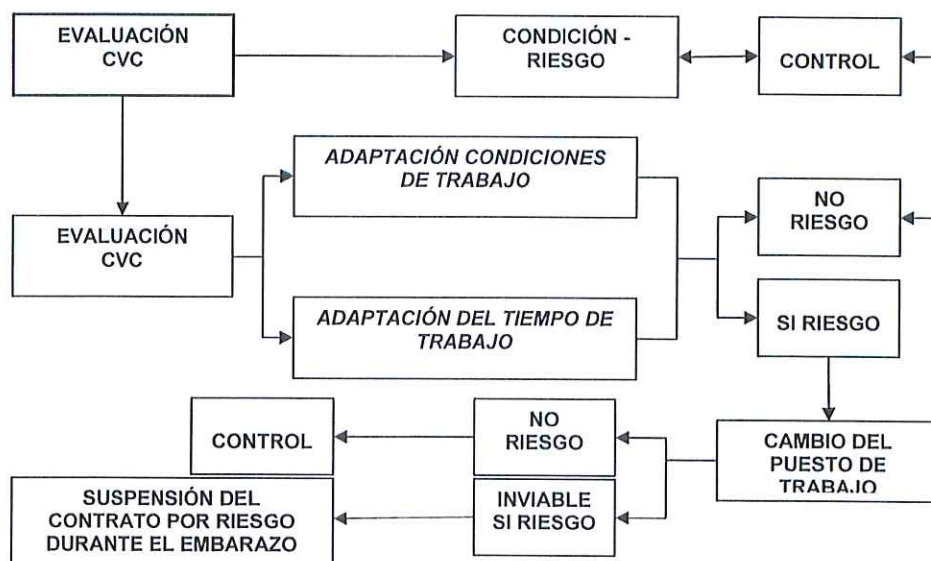 EVALUACIÓN
CVC
CONDICIÓN -
RIESGO
CONTROL
ADAPTACIÓN CONDICIONES
DE TRABAJO
NO
RIESGO
EVALUACIÓN
CVC
ADAPTACIÓN DEL TIEMPO DE
TRABAJO
SI RIESGO
CONTROL
NO
RIESGO
CAMBIO DEL
PUESTO DE
TRABAJO
SUSPENSIÓN DEL
CONTRATO POR RIESGO
DURANTE EL EMBARAZO
INVIABLE
SI RIESGO